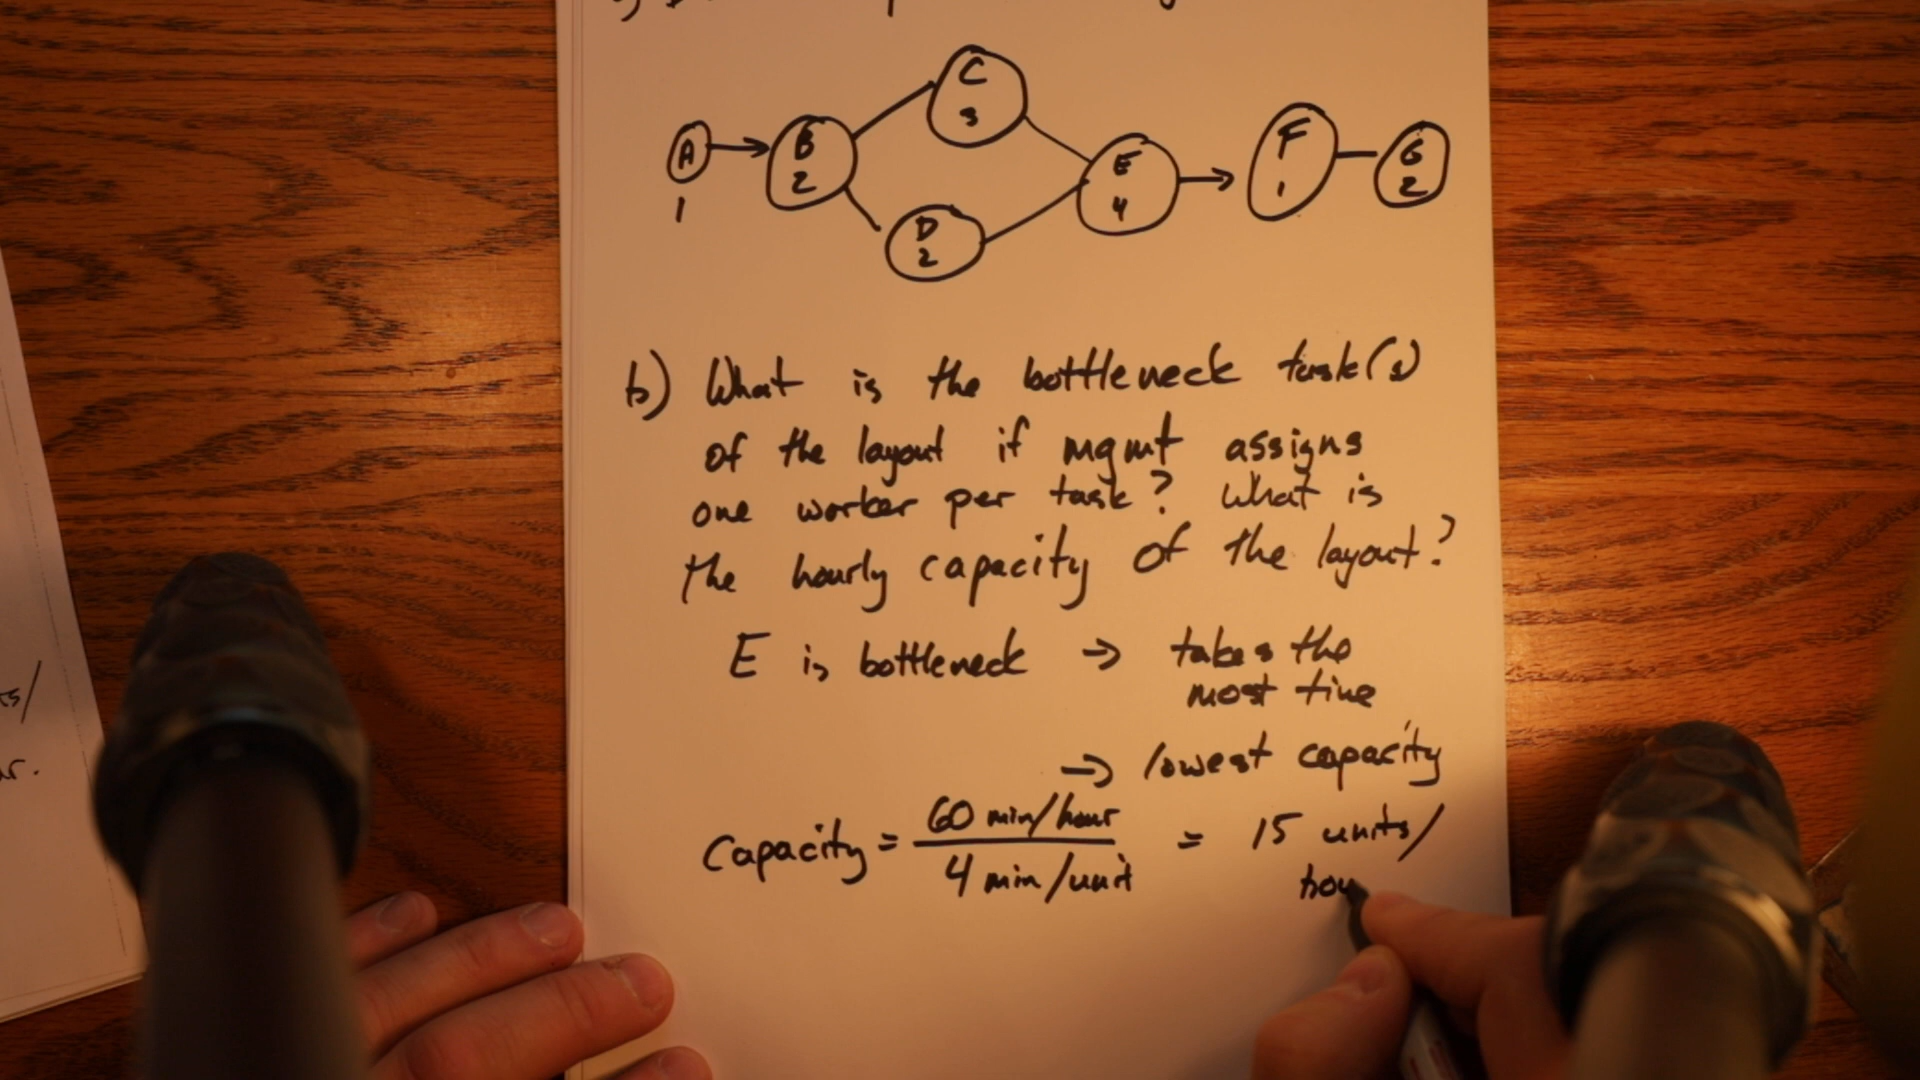 C
3
A
1
B
2
D
2
E
4
F
1
G
2
b) What is the bottleneck task(s)
of the layout if mgmt assigns
one worker per task? What is
the hourly capacity of the layout?
E is bottleneck → takes the
most time
→ lowest capacity
Capacity = 60 min/hour
4 min/unit
= 15 units/
hou